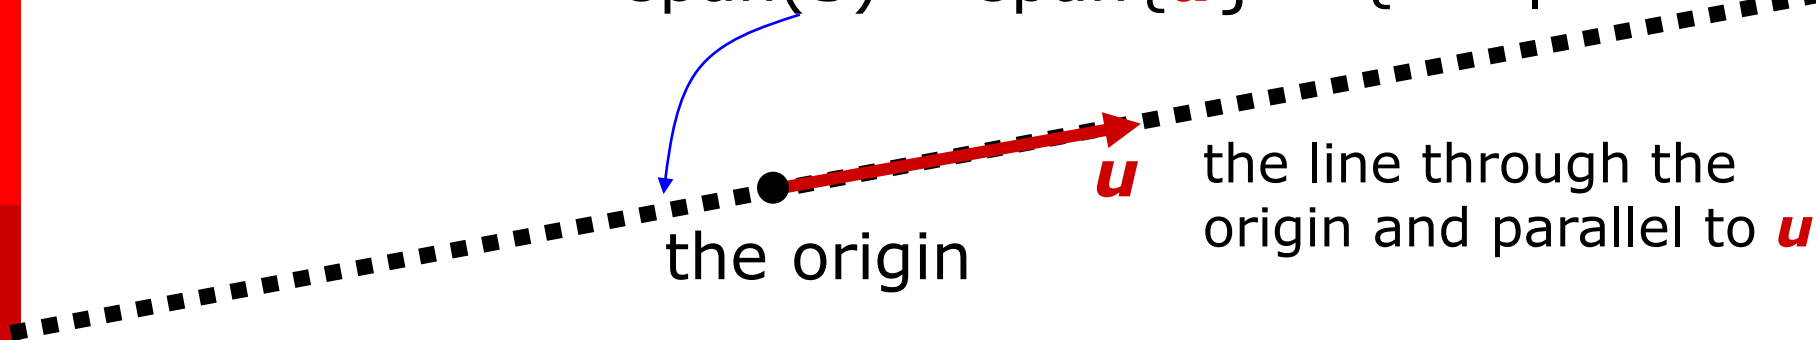 u
the line through the
origin and parallel to u
the origin